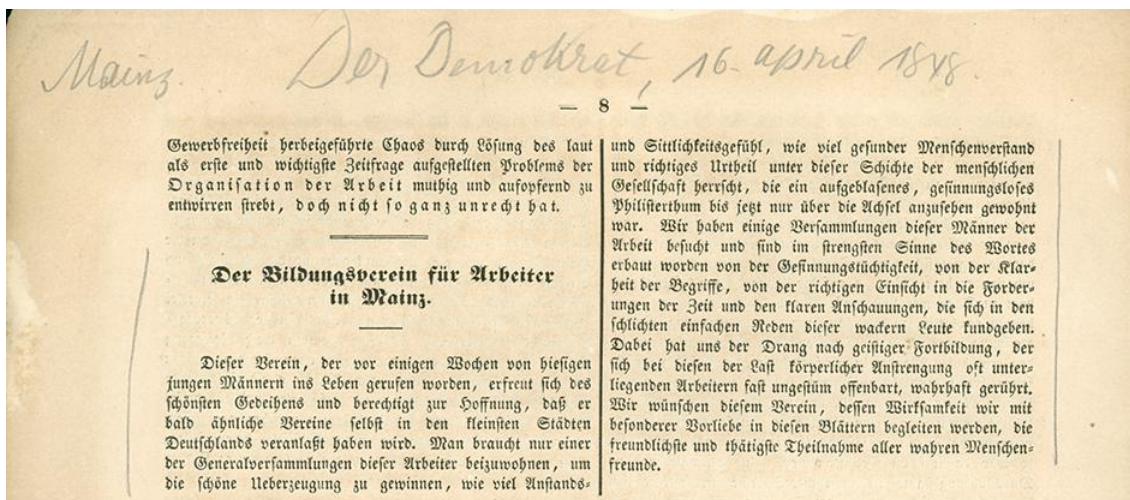 Mainz. Der Demokrat, 16. april 1848.
— 8 —
Gewerbfreiheit herbeigeführte Chaos durch Lösung des laut
als erste und wichtigste Zeitfrage aufgestellten Problems der
Organisation der Arbeit muthig und aufopfernd zu
entwirren strebt, doch nicht so ganz unrecht hat.
Der Bildungsverein für Arbeiter
in Mainz.
Dieser Verein, der vor einigen Wochen von hiesigen
jungen Männern ins Leben gerufen worden, erfreut sich des
schönsten Gedeihens und berechtigt zur Hoffnung, daß er
bald ähnliche Vereine selbst in den kleinsten Städten
Deutschlands veranlaßt haben wird. Man braucht nur einer
der Generalversammlungen dieser Arbeiter beizuwohnen, um
die schöne Ueberzeugung zu gewinnen, wie viel Anstands-
und Sittlichkeitsgefühl, wie viel gesunder Menschenverstand
und richtiges Urtheil unter dieser Schichte der menschlichen
Gesellschaft herrscht, die ein aufgeblasenes, gesinnungsloses
Philisterthum bis jetzt nur über die Achsel anzusehen gewohnt
war. Wir haben einige Versammlungen dieser Männer der
Arbeit besucht und sind im strengsten Sinne des Wortes
erbaut worden von der Gesinnungstüchtigkeit, von der Klar-
heit der Begriffe, von der richtigen Einsicht in die Forder-
ungen der Zeit und den klaren Anschauungen, die sich in den
schlichten einfachen Reden dieser wackern Leute kundgeben.
Dabei hat uns der Drang nach geistiger Fortbildung, der
sich bei diesen der Last körperlicher Anstrengung oft unter-
liegenden Arbeitern fast ungestüm offenbart, wahrhaft gerührt.
Wir wünschen diesem Verein, dessen Wirksamkeit wir mit
besonderer Vorliebe in diesen Blättern begleiten werden, die
freundlichste und thätigste Theilnahme aller wahren Menschen-
freunde.